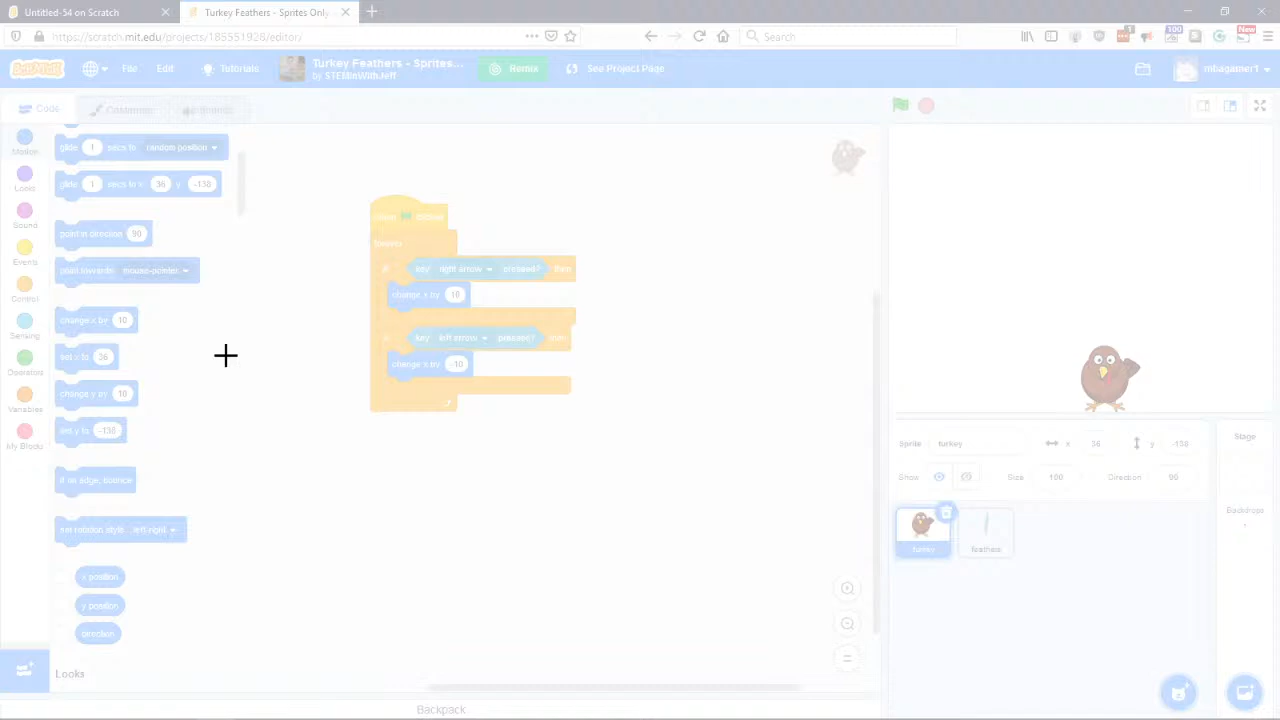 Untitled-54 on Scratch
Turkey Feathers - Sprites Only
https://scratch.mit.edu/projects/185551926/editor/
Search
100
New
File Edit Tutorials
Turkey Feathers - Sprites...
by STEMinWithJeff
Remix
See Project Page
mbagamer1
Code Costumes Sounds
Motion
Looks
Sound
Events
Control
Sensing
Operators
Variables
My Blocks
glide 1 secs to random position
glide 1 secs to x: 36 y: -138
point in direction 90
point towards mouse-pointer
change x by 10
set x to 36
change y by 10
set y to -138
if on edge, bounce
set rotation style left-right
x position
y position
direction
Looks
when clicked
forever
if key right arrow pressed? then
change x by 10
if key left arrow pressed? then
change x by -10
Sprite turkey x 36 y -138
Show Size 100 Direction 90
turkey
feathers
Stage
Backdrops
Backpack